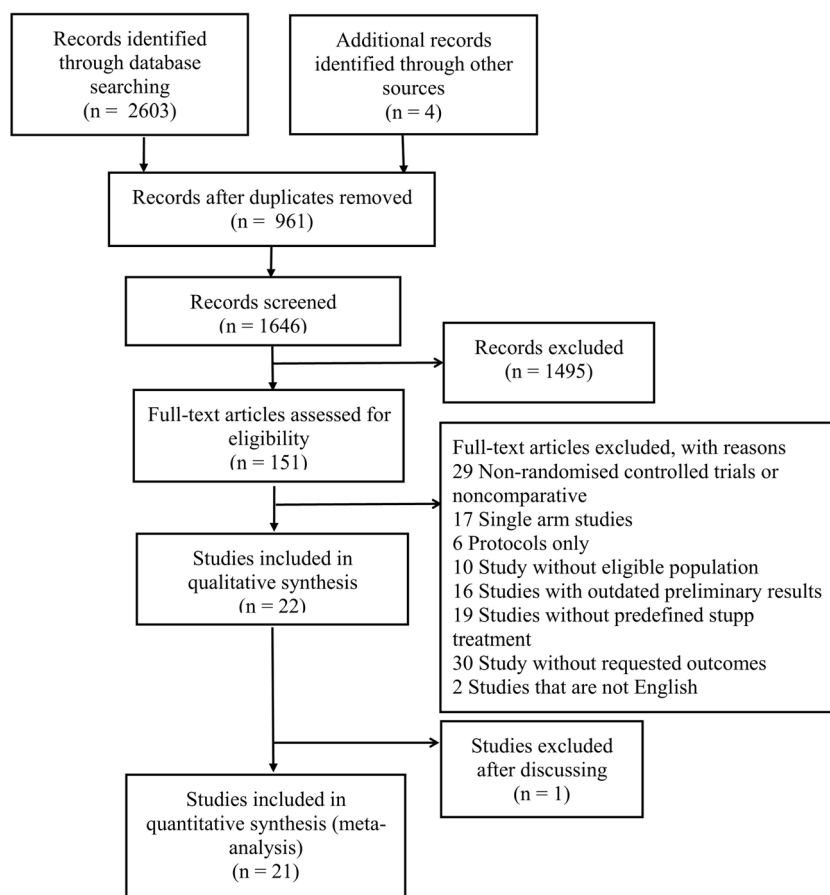 Records identified
through database
searching
(n = 2603)
Additional records
identified through other
sources
(n = 4)
Records after duplicates removed
(n = 961)
Records screened
(n = 1646)
Records excluded
(n = 1495)
Full-text articles assessed for
eligibility
(n = 151)
Full-text articles excluded, with reasons
29 Non-randomised controlled trials or
noncomparative
17 Single arm studies
6 Protocols only
10 Study without eligible population
16 Studies with outdated preliminary results
19 Studies without predefined stupp
treatment
30 Study without requested outcomes
2 Studies that are not English
Studies included in
qualitative synthesis
(n = 22)
Studies excluded
after discussing
(n = 1)
Studies included in
quantitative synthesis (meta-
analysis)
(n = 21)